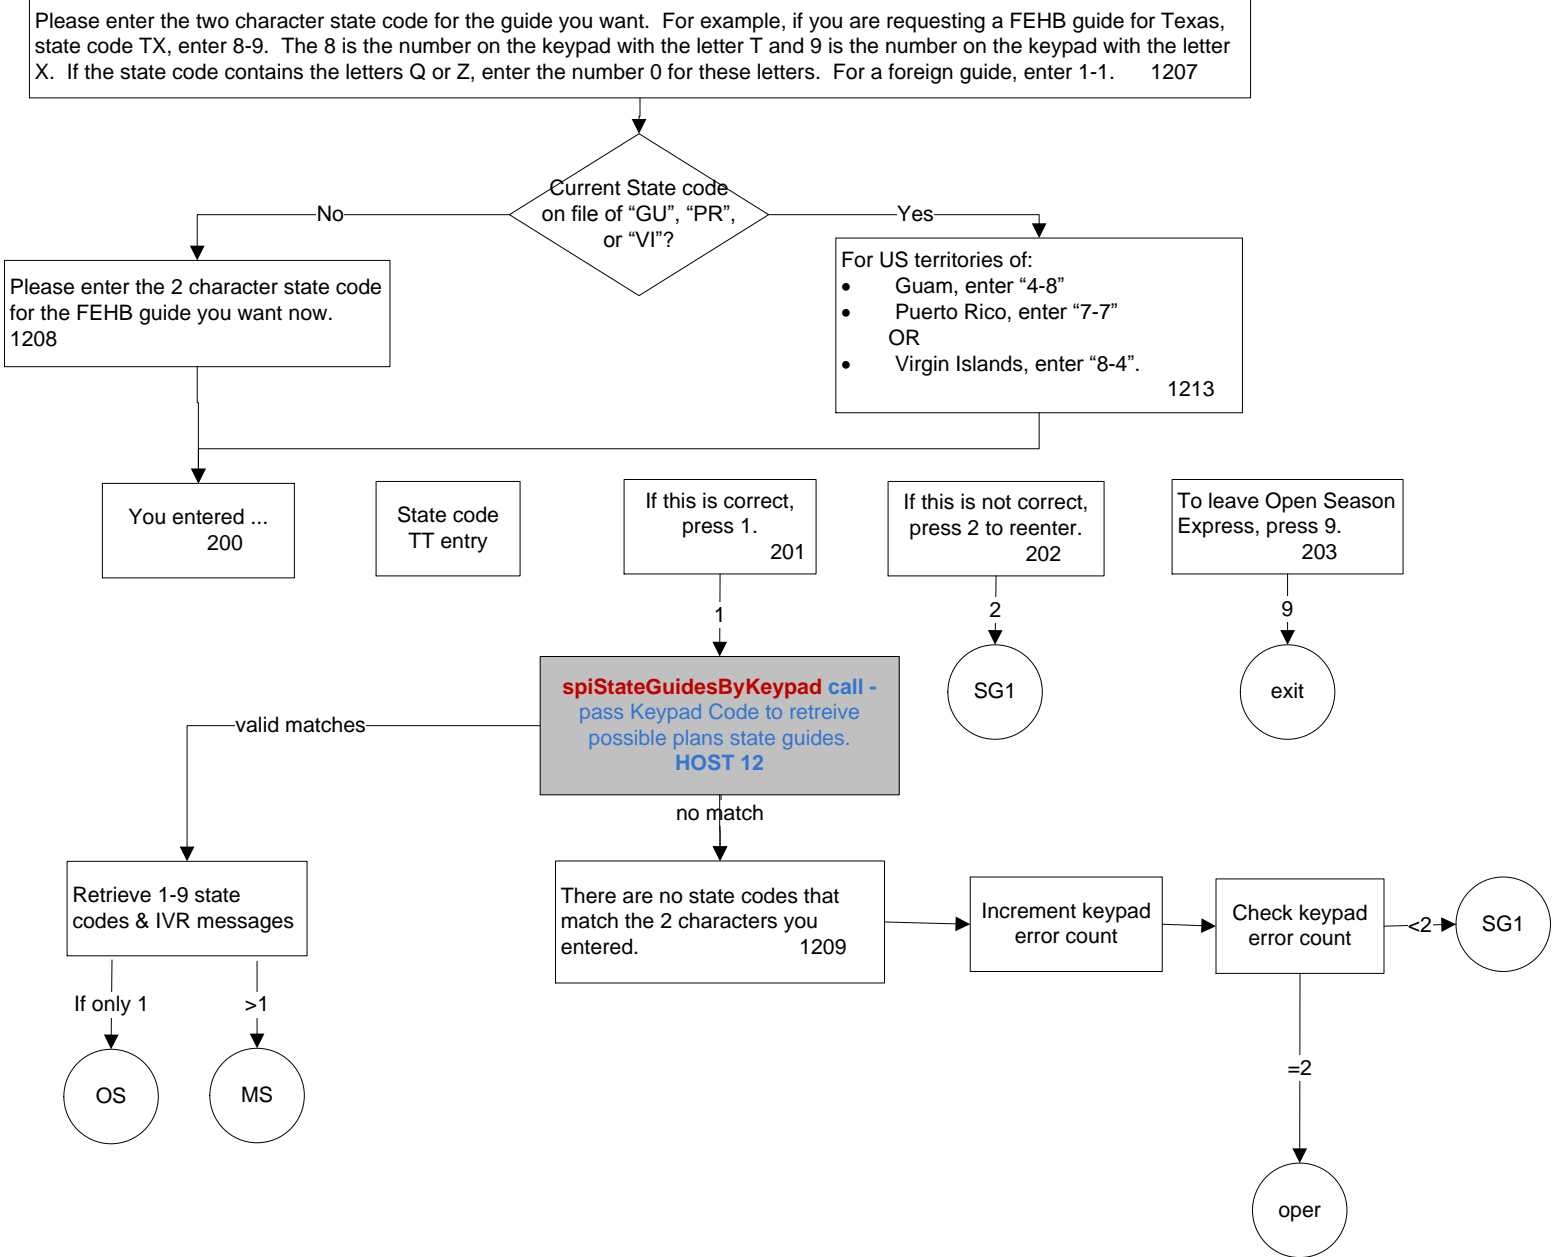 Please enter the two character state code for the guide you want.  For example, if you are requesting a FEHB guide for Texas,
state code TX, enter 8-9.  The 8 is the number on the keypad with the letter T and 9 is the number on the keypad with the letter
X.  If the state code contains the letters Q or Z, enter the number 0 for these letters.  For a foreign guide, enter 1-1.     1207
Current State code
on file of “GU”, “PR”,
or “VI”?
No
Yes
Please enter the 2 character state code
for the FEHB guide you want now.
1208
For US territories of:
• Guam, enter “4-8”
• Puerto Rico, enter “7-7”
OR
• Virgin Islands, enter “8-4”.
1213
You entered ...
200
State code
TT entry
If this is correct,
press 1.
201
If this is not correct,
press 2 to reenter.
202
To leave Open Season
Express, press 9.
203
1
2
9
spiStateGuidesByKeypad call -
pass Keypad Code to retreive
possible plans state guides.
HOST 12
SG1
exit
valid matches
no match
Retrieve 1-9 state
codes & IVR messages
There are no state codes that
match the 2 characters you
entered. 1209
Increment keypad
error count
Check keypad
error count
<2
SG1
If only 1
>1
=2
OS
MS
oper